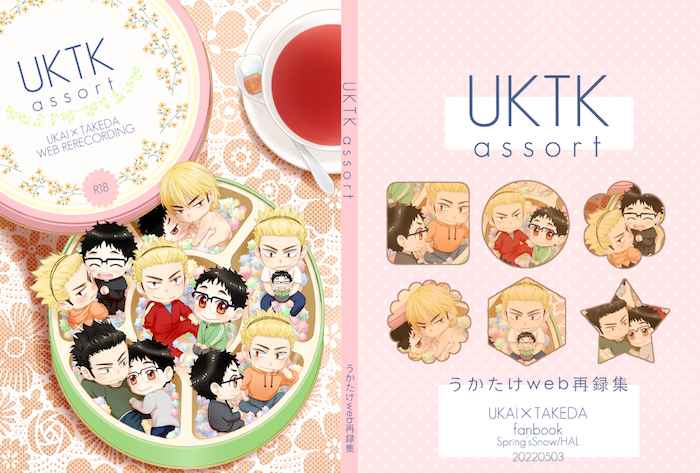 UKTK
assort
UKAI×TAKEDA
WEB RERECORDING
R18
UKTK assort
うかたけweb再録集
UKTK
assort
うかたけweb再録集
UKAI×TAKEDA
fanbook
Spring sSnow/HAL
20220503